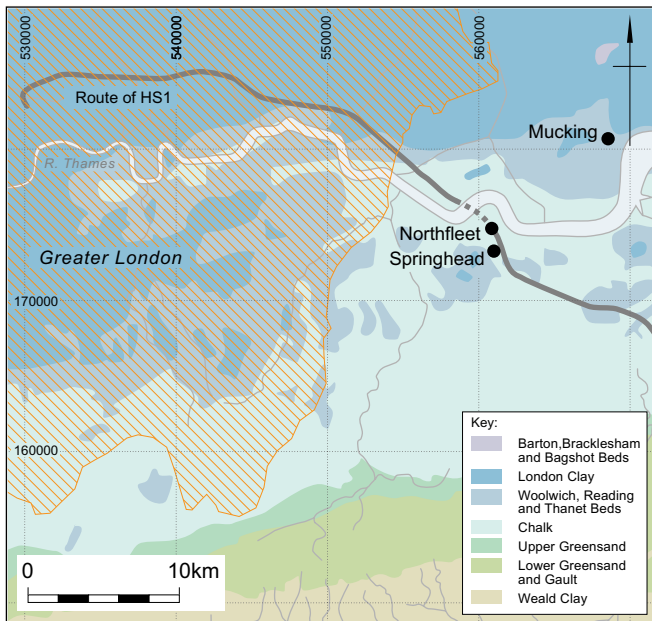 530000
540000
550000
560000
Route of HS1
Mucking
R. Thames
Northfleet
Greater London
Springhead
170000
160000
Key:
Barton,Bracklesham
and Bagshot Beds
London Clay
Woolwich, Reading
and Thanet Beds
Chalk
Upper Greensand
Lower Greensand
and Gault
Weald Clay
0 10km